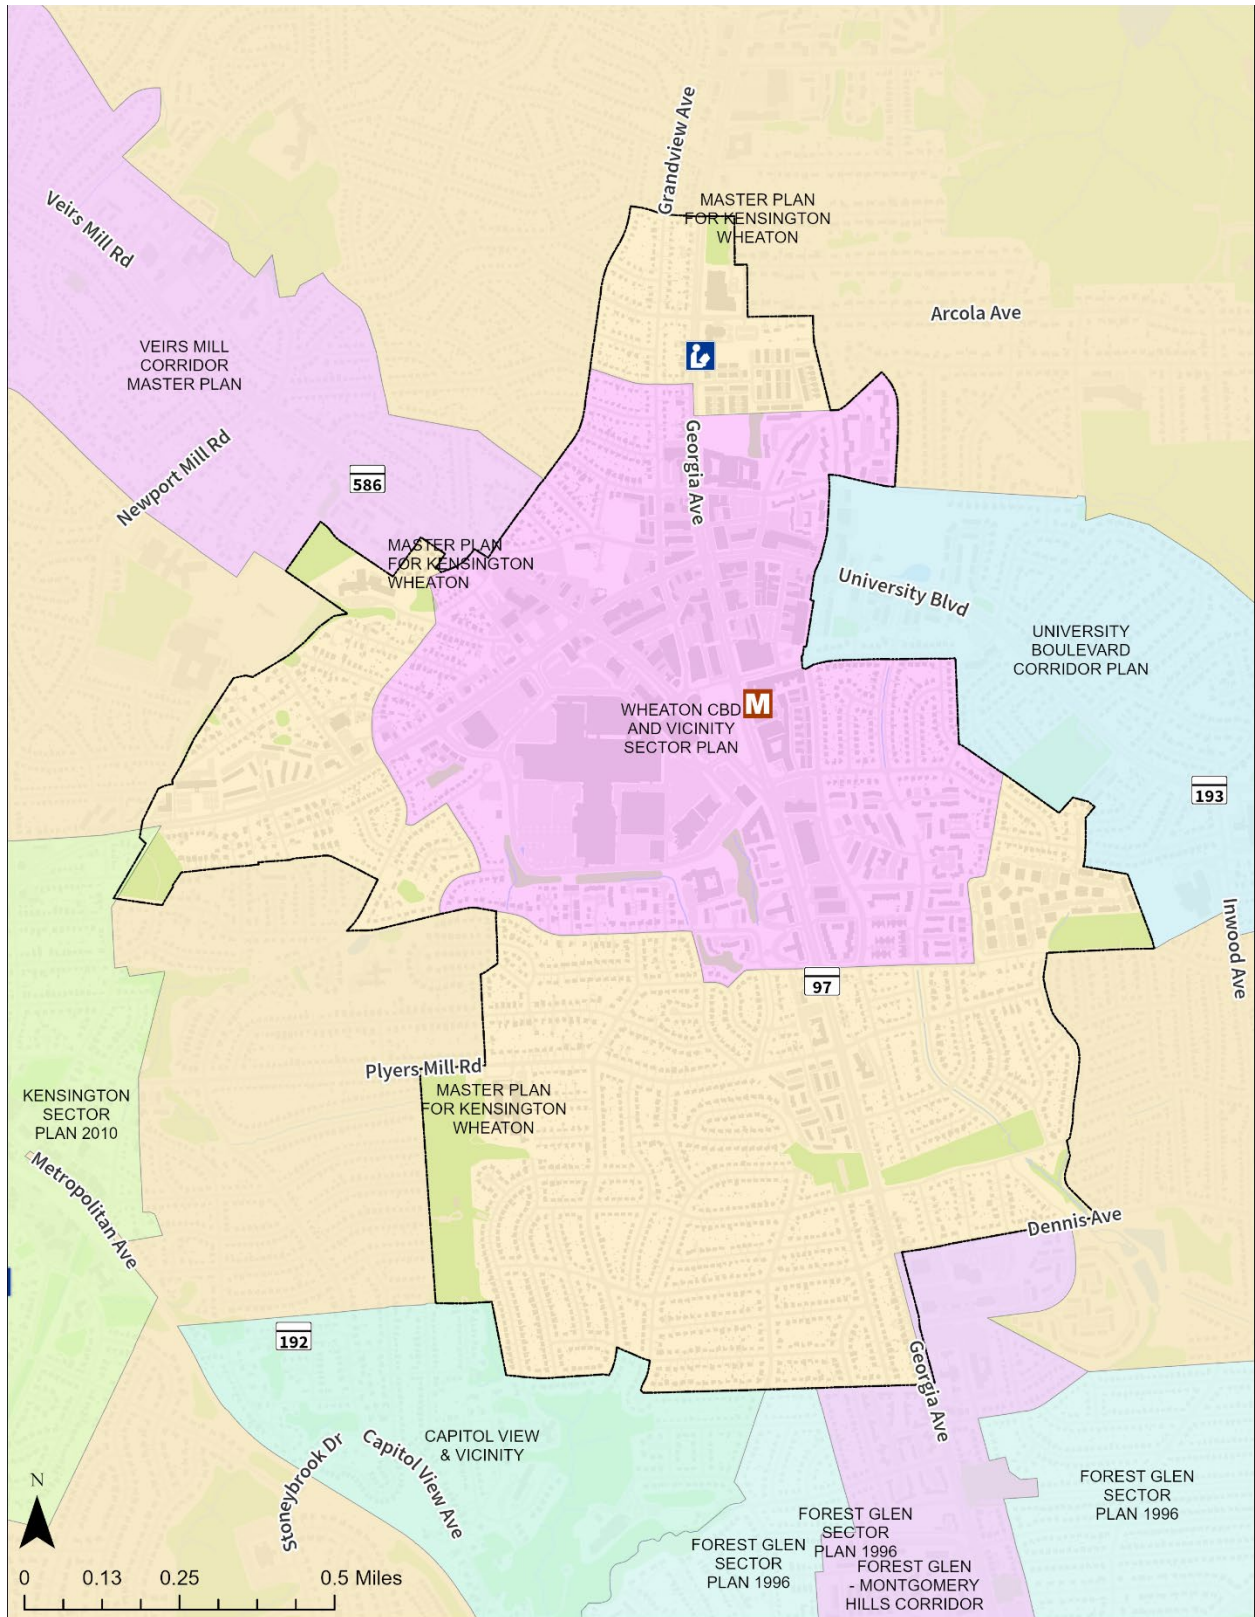 Grandview Ave
MASTER PLAN
FOR KENSINGTON
WHEATON
Veirs Mill Rd
Arcola Ave
VEIRS MILL
CORRIDOR
MASTER PLAN
Georgia Ave
Newport Mill Rd
586
MASTER PLAN
FOR KENSINGTON
WHEATON
University Blvd
UNIVERSITY
BOULEVARD
CORRIDOR PLAN
WHEATON CBD
AND VICINITY
SECTOR PLAN
M
193
Inwood Ave
97
Plyers Mill Rd
MASTER PLAN
FOR KENSINGTON
WHEATON
KENSINGTON
SECTOR
PLAN 2010
Metropolitan Ave
Dennis Ave
192
Georgia Ave
CAPITOL VIEW
& VICINITY
Stoneybrook Dr
Capitol View Ave
FOREST GLEN
SECTOR
PLAN 1996
FOREST GLEN
SECTOR
PLAN 1996
FOREST GLEN
SECTOR
PLAN 1996
FOREST GLEN
- MONTGOMERY
HILLS CORRIDOR
N
0 0.13 0.25 0.5 Miles